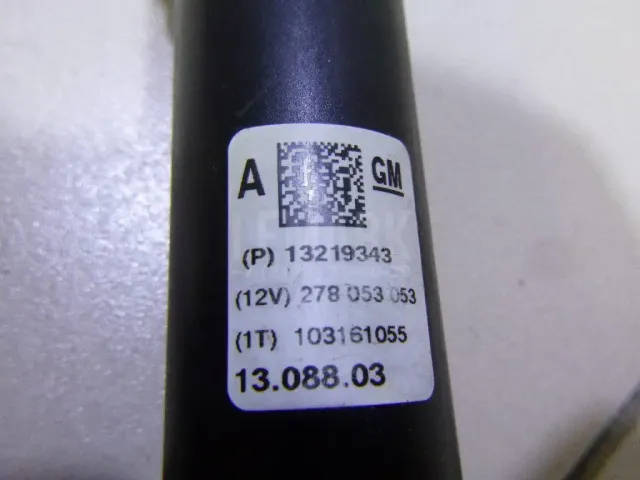 A GM
(P) 13219343
(12V) 278 053 053
(1T) 103161055
13.088.03